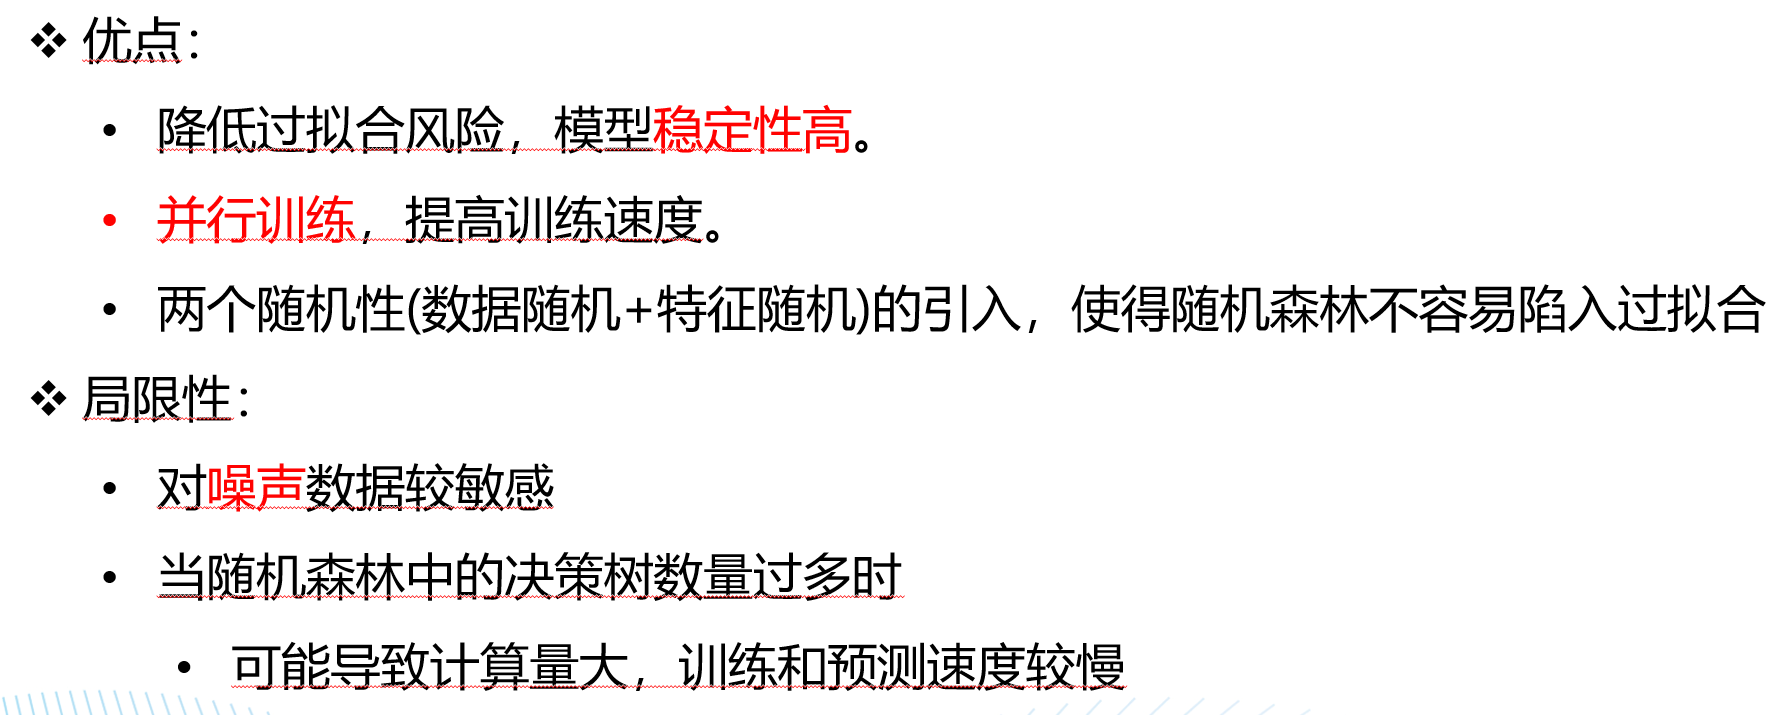 ❖ 优点：
• 降低过拟合风险，模型稳定性高。
• 并行训练，提高训练速度。
• 两个随机性(数据随机+特征随机)的引入，使得随机森林不容易陷入过拟合
❖ 局限性：
• 对噪声数据较敏感
• 当随机森林中的决策树数量过多时
• 可能导致计算量大，训练和预测速度较慢